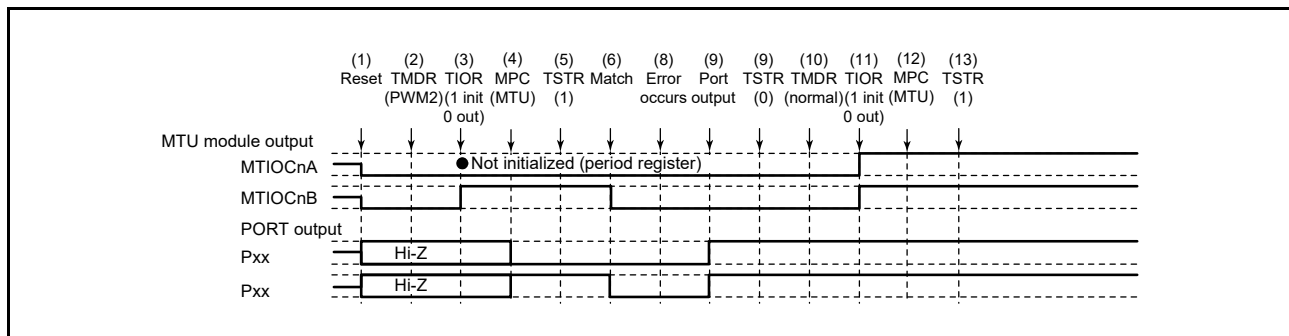 (1) (2) (3) (4) (5) (6) (8) (9) (9) (10) (11) (12) (13)
Reset TMDR TIOR MPC TSTR Match Error Port TSTR TMDR TIOR MPC TSTR
(PWM2) (1 init (MTU) (1) occurs output (0) (normal) (1 init (MTU) (1)
0 out) 0 out)
MTU module output
MTIOCnA
● Not initialized (period register)
MTIOCnB
PORT output
Pxx
Hi-Z
Pxx
Hi-Z